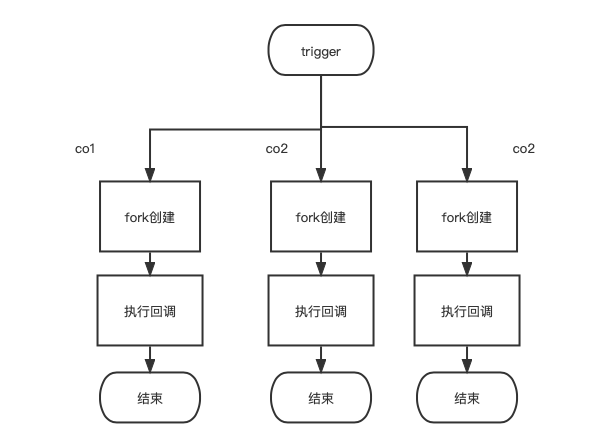 trigger
co1
co2
co2
fork创建
fork创建
fork创建
执行回调
执行回调
执行回调
结束
结束
结束